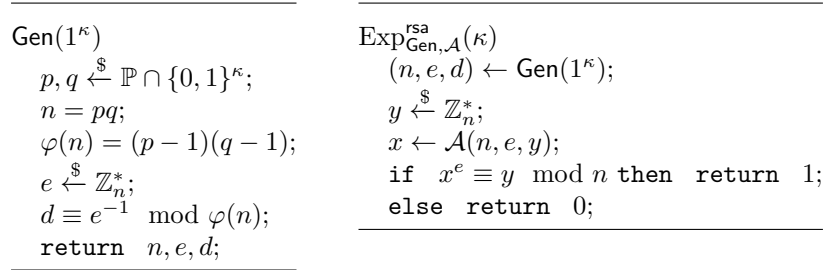 Gen(1^κ)
p, q ←$ ℙ ∩ {0, 1}^κ;
n = pq;
φ(n) = (p − 1)(q − 1);
e ←$ ℤ_n^*;
d ≡ e^{−1} mod φ(n);
return n, e, d;
Exp^{rsa}_{Gen,𝒜}(κ)
(n, e, d) ← Gen(1^κ);
y ←$ ℤ_n^*;
x ← 𝒜(n, e, y);
if x^e ≡ y mod n then return 1;
else return 0;